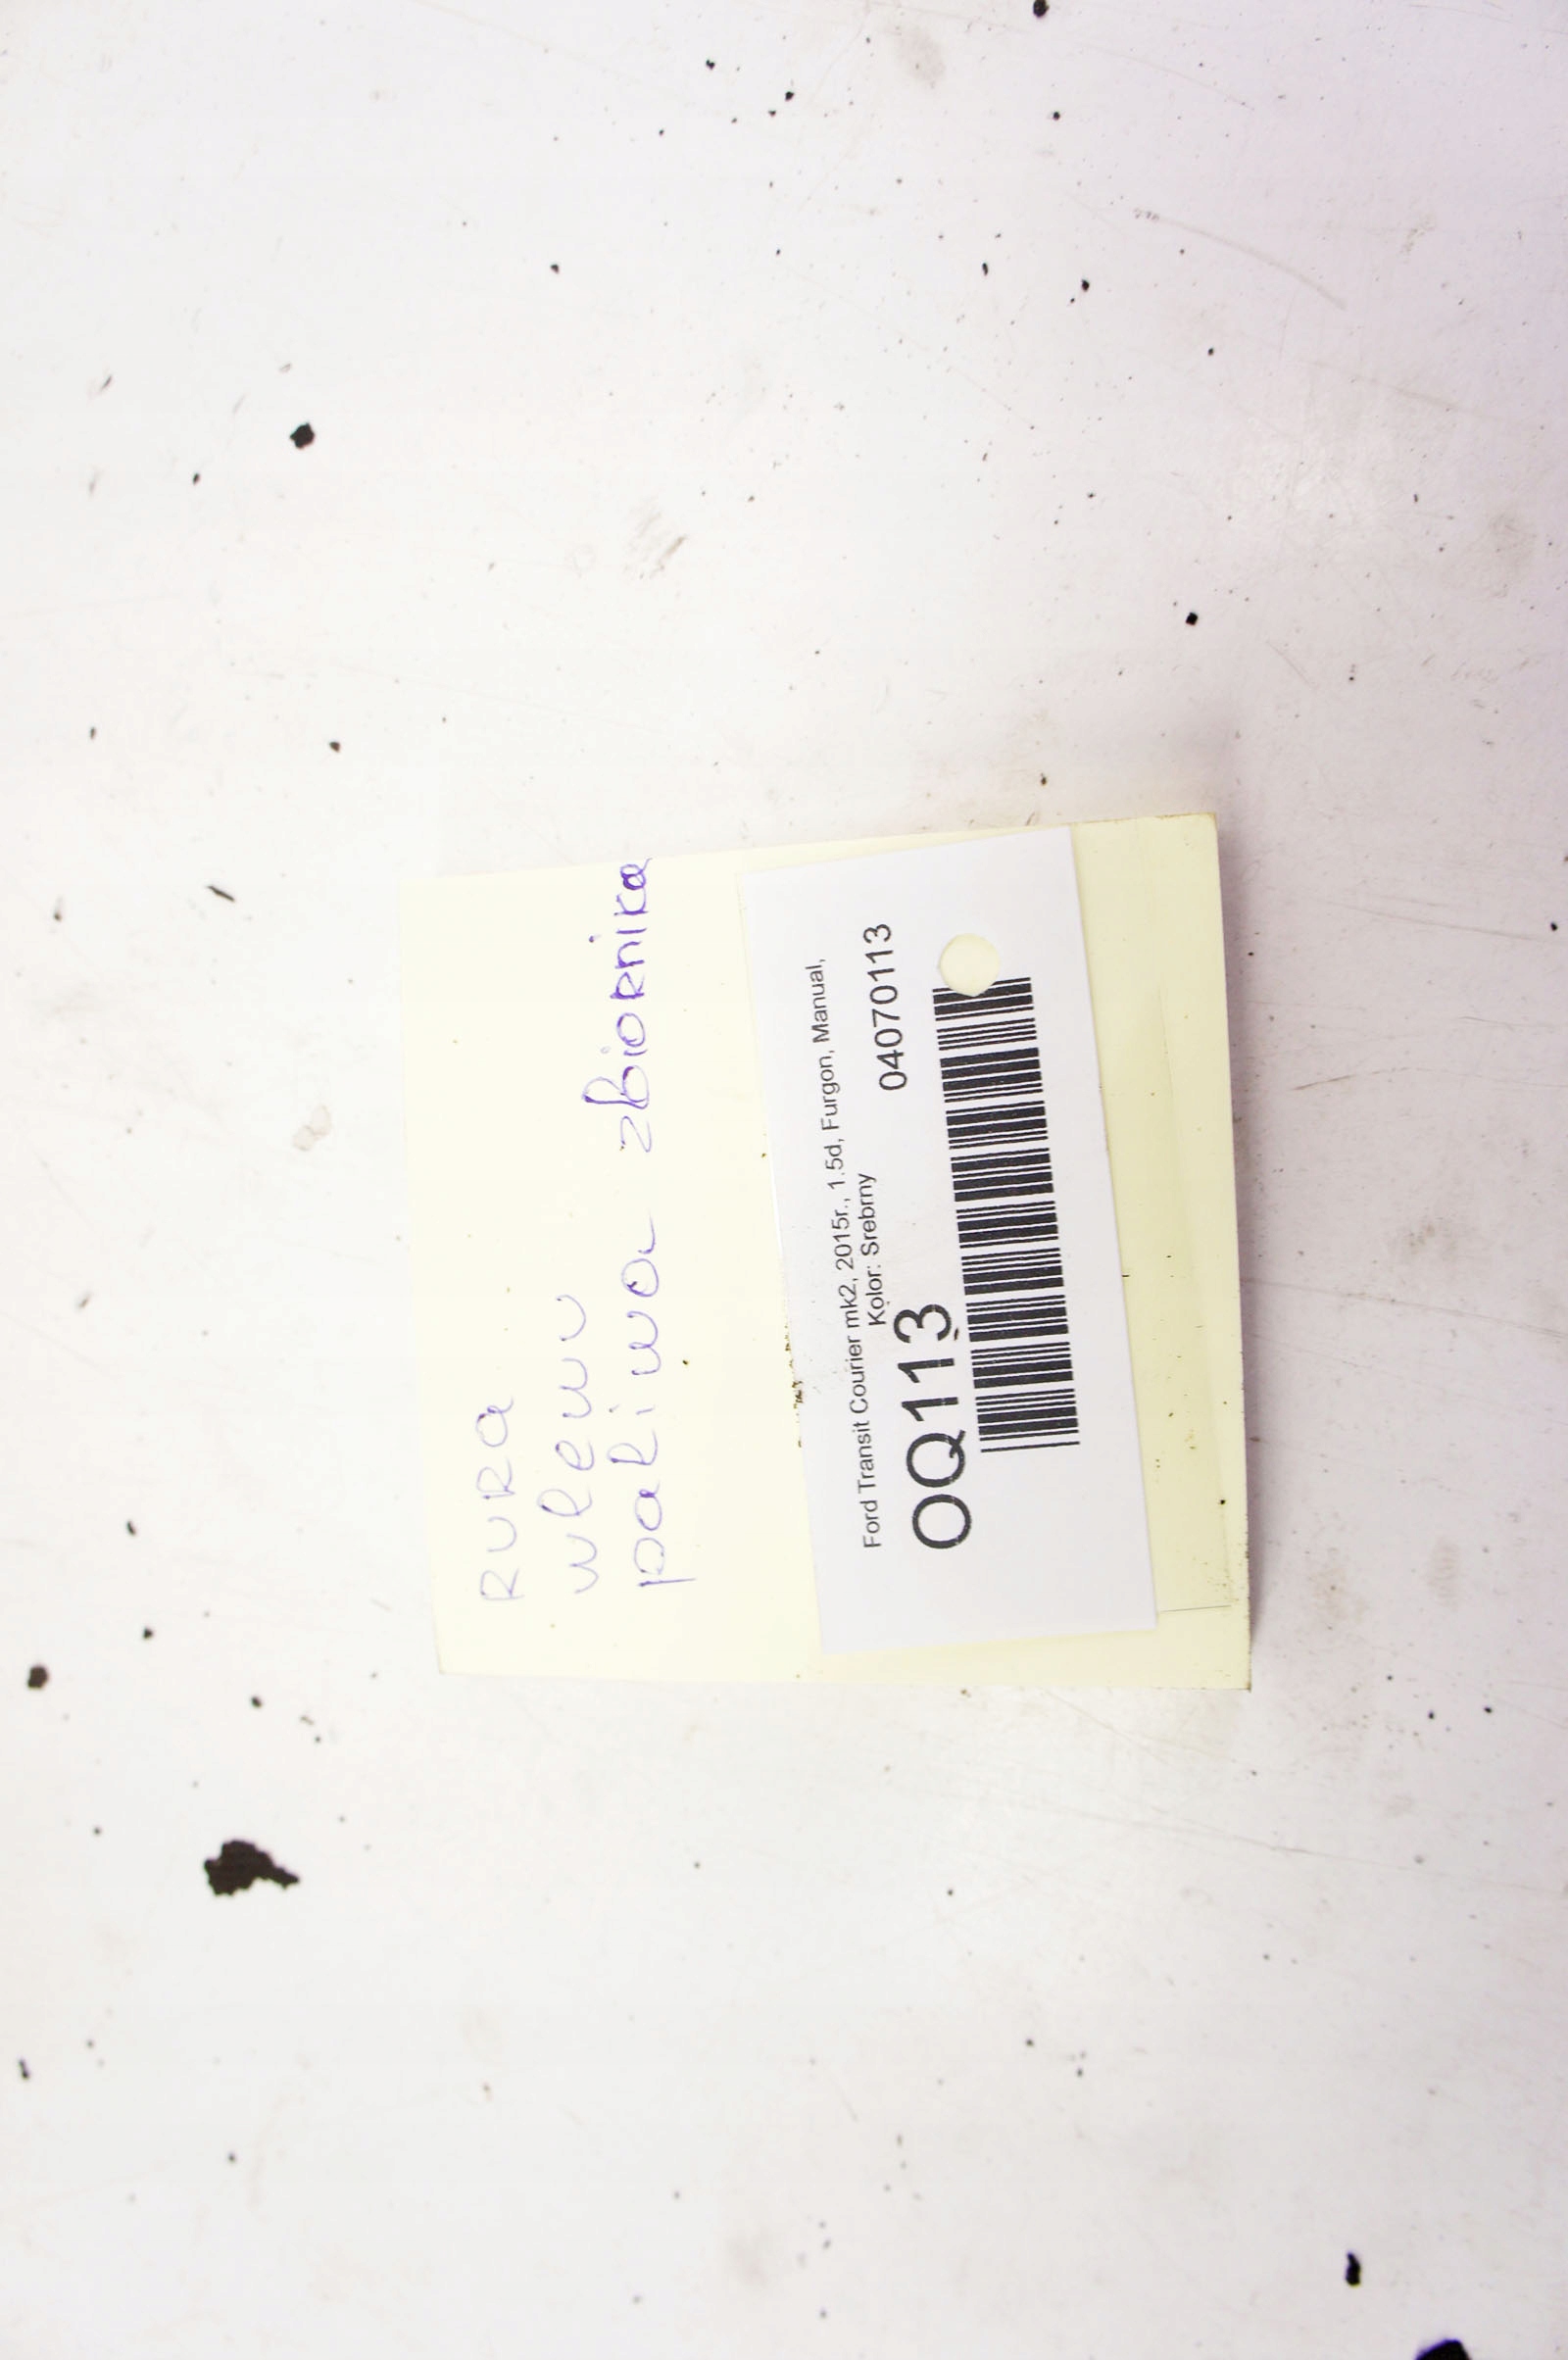 RURA
wlewu
paliwa zbiornika
Ford Transit Courier mk2, 2015r., 1.5d, Furgon, Manual,
Kolor: Srebrny
OQ113 04070113